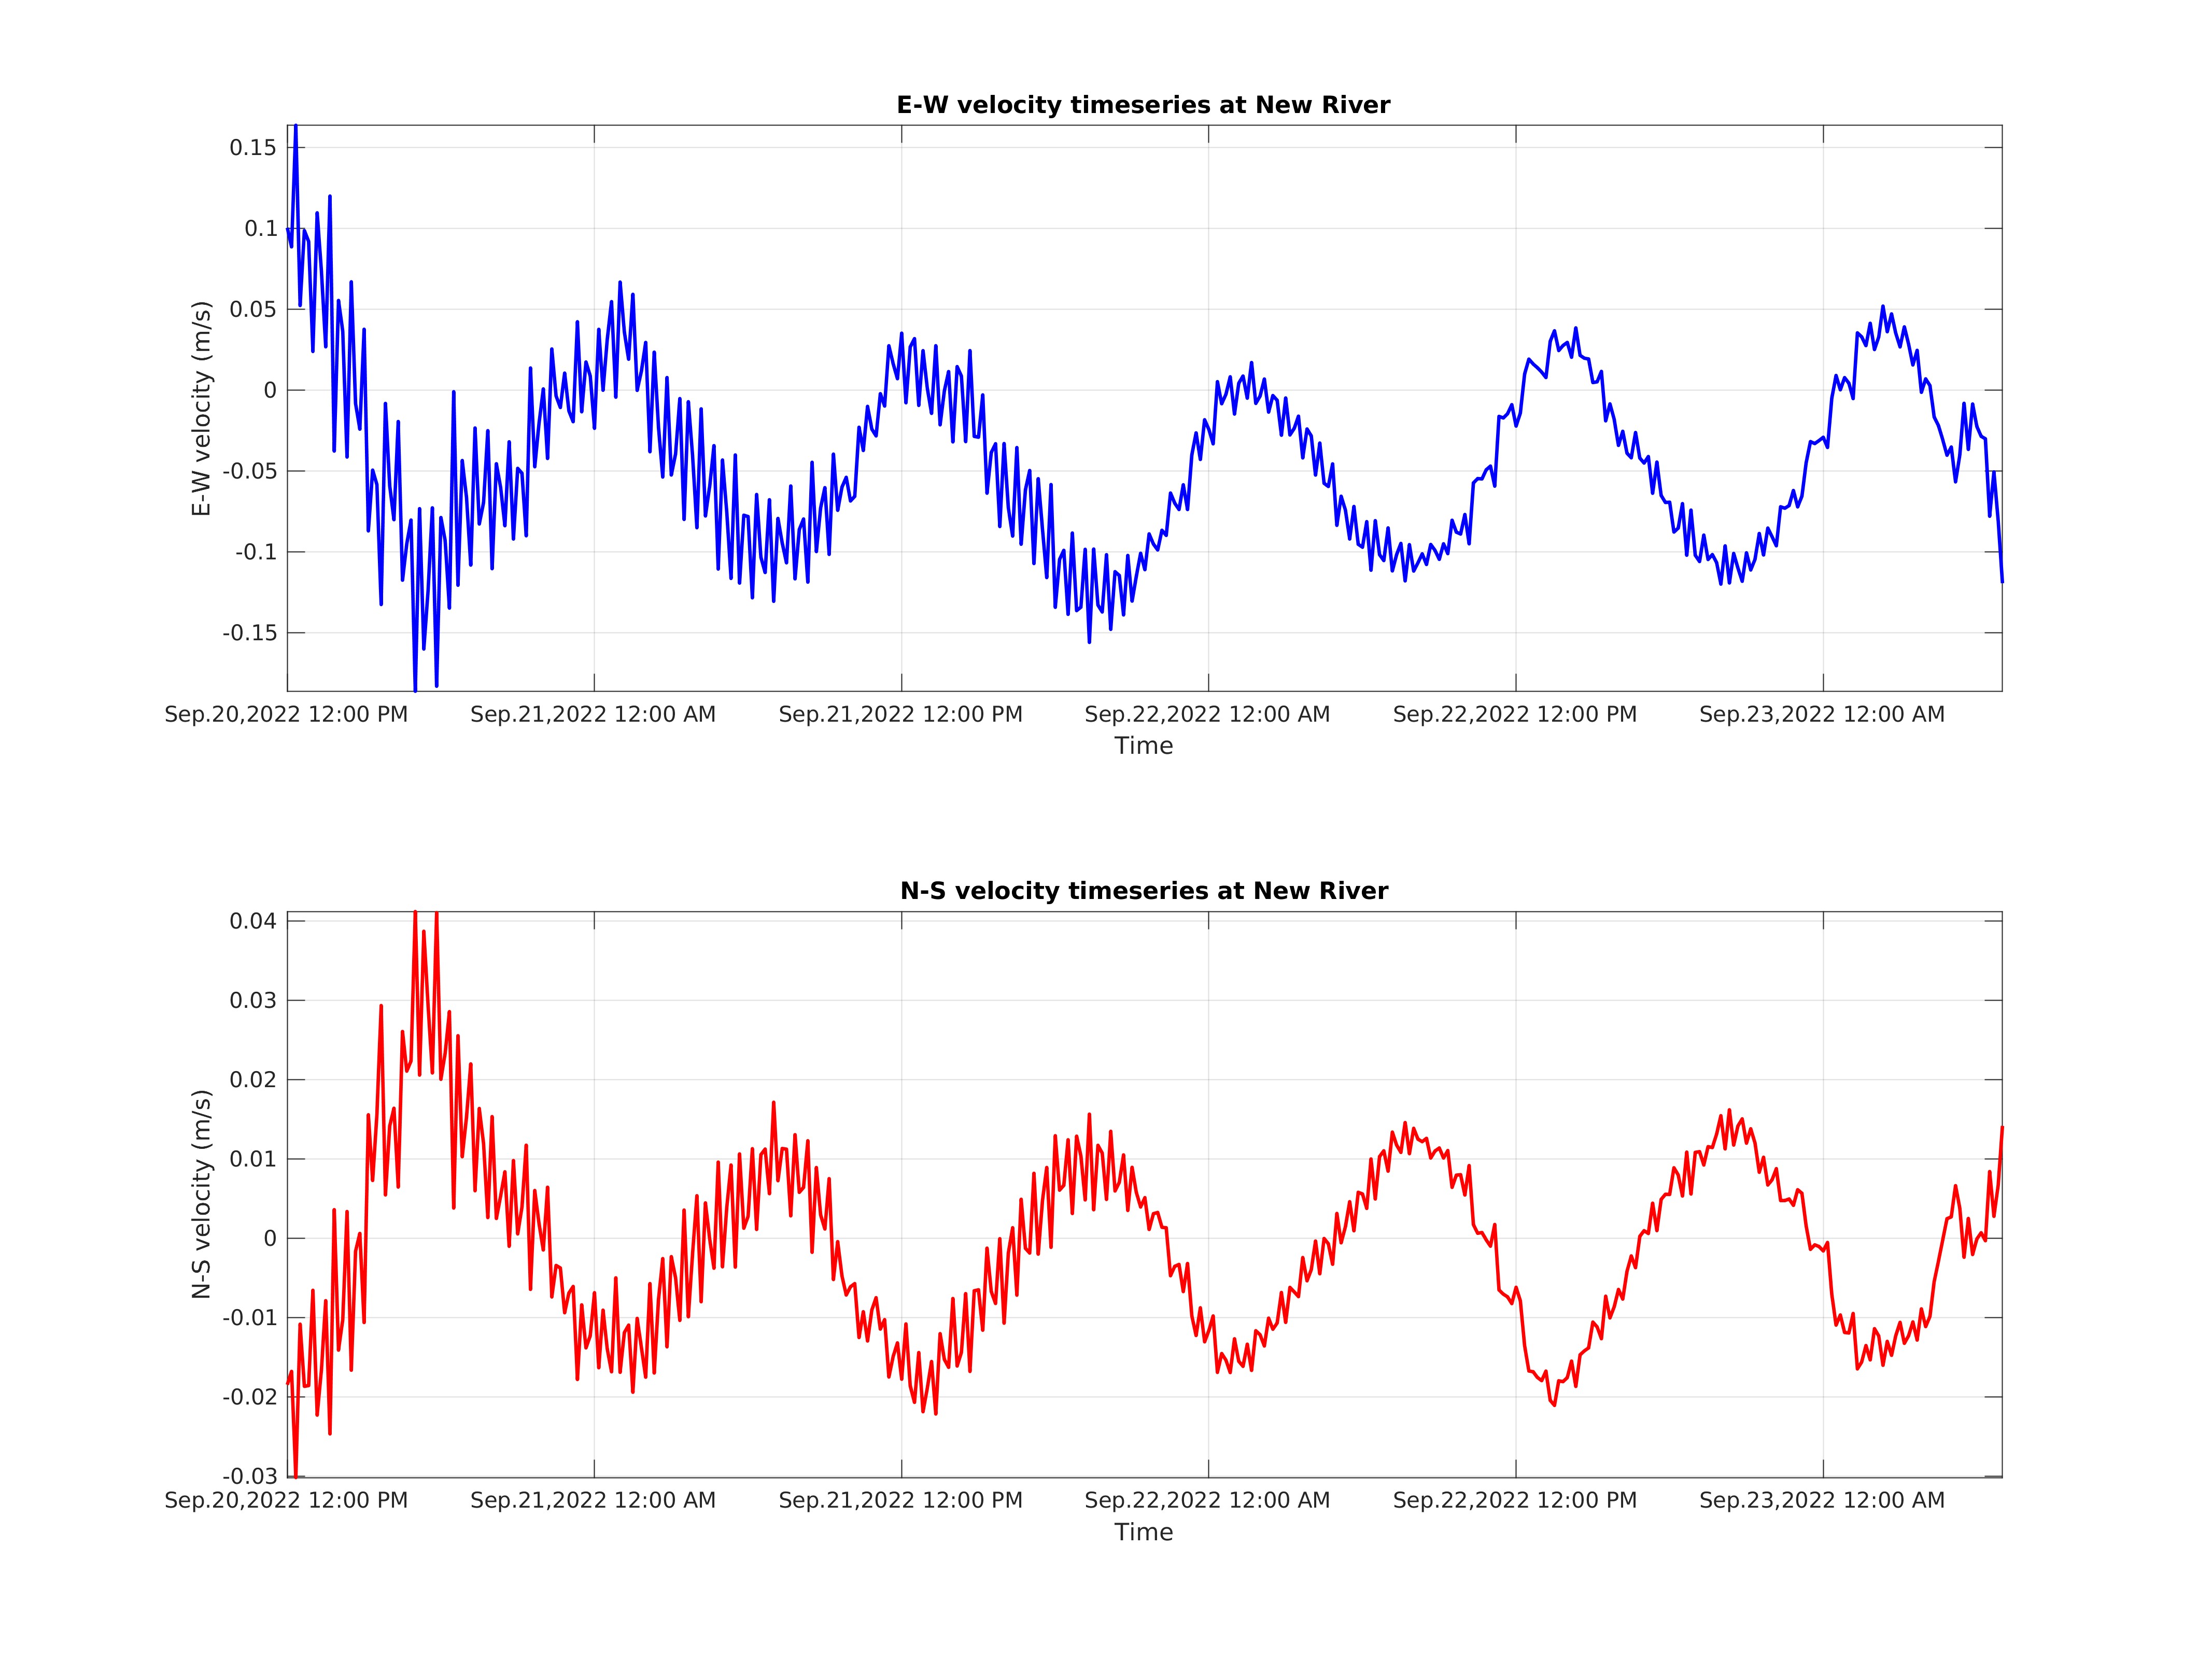 E-W velocity timeseries at New River
E-W velocity (m/s)
0.15
0.1
0.05
0
-0.05
-0.1
-0.15
Sep.20,2022 12:00 PM Sep.21,2022 12:00 AM Sep.21,2022 12:00 PM Sep.22,2022 12:00 AM Sep.22,2022 12:00 PM Sep.23,2022 12:00 AM
Time
N-S velocity timeseries at New River
N-S velocity (m/s)
0.04
0.03
0.02
0.01
0
-0.01
-0.02
-0.03
Sep.20,2022 12:00 PM Sep.21,2022 12:00 AM Sep.21,2022 12:00 PM Sep.22,2022 12:00 AM Sep.22,2022 12:00 PM Sep.23,2022 12:00 AM
Time